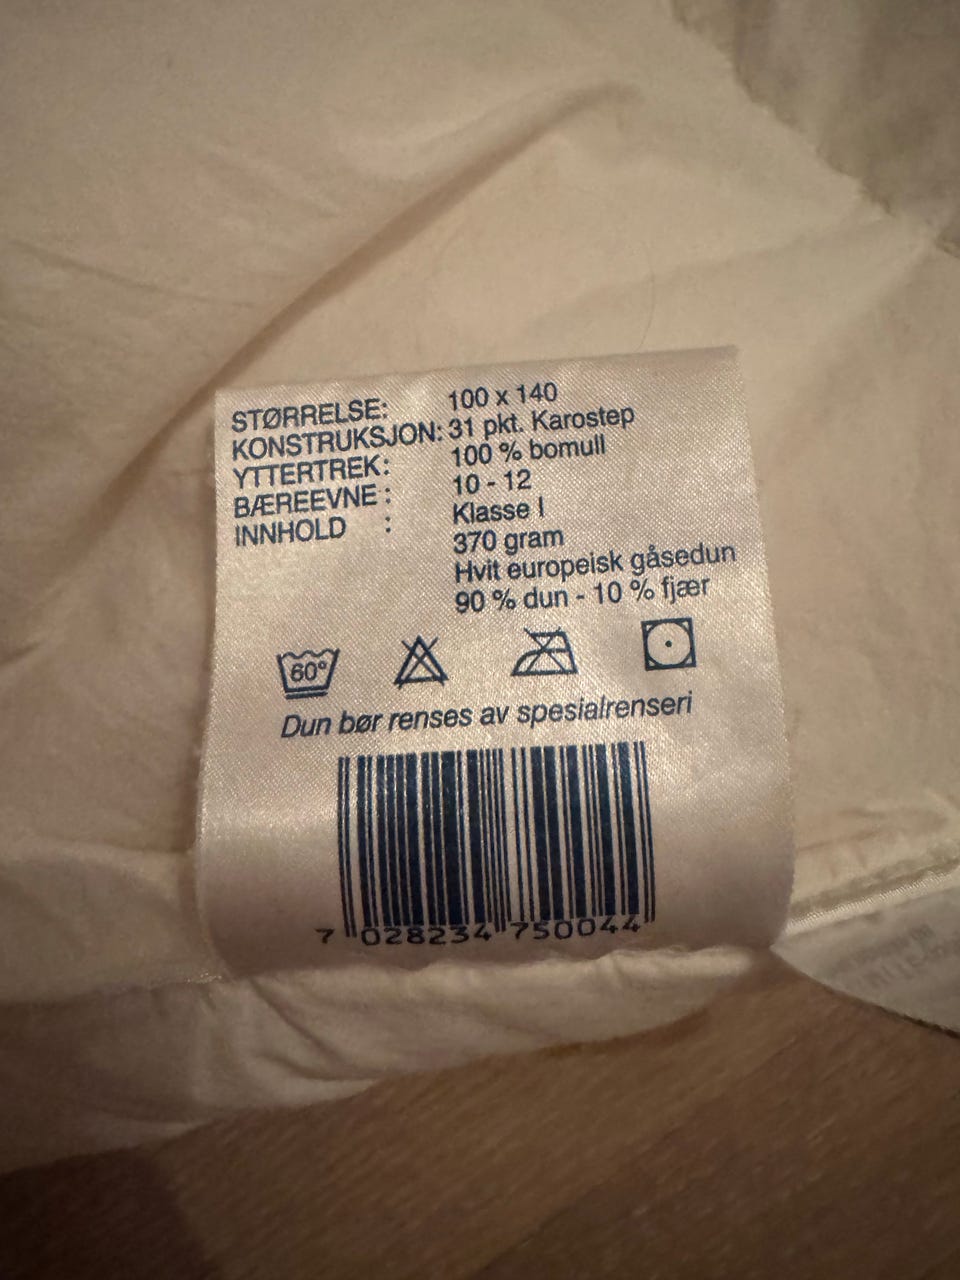 STØRRELSE: 100 x 140
KONSTRUKSJON: 31 pkt. Karostep
YTTERTREK: 100 % bomull
BÆREEVNE : 10 - 12
INNHOLD : Klasse I
370 gram
Hvit europeisk gåsedun
90 % dun - 10 % fjær
60°
Dun bør renses av spesialrenseri
7 028234 750044